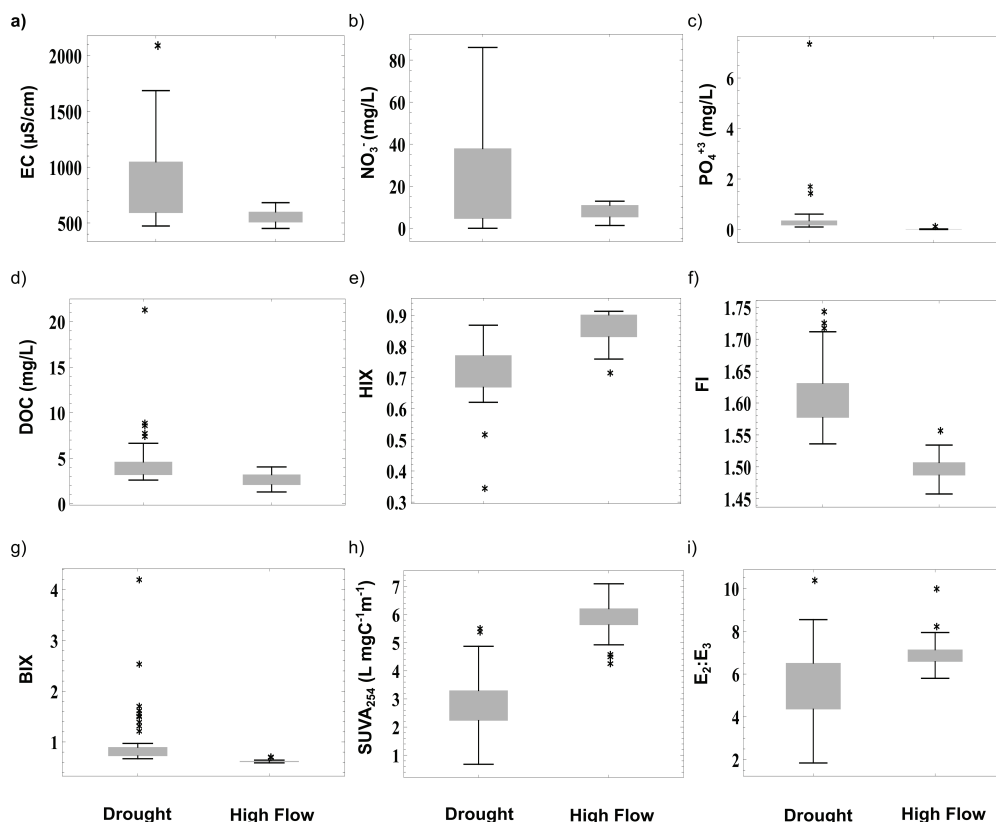 a)
EC (µS/cm)
2000
1500
1000
500
b)
NO₃⁻ (mg/L)
80
60
40
20
0
c)
PO₄⁺³ (mg/L)
6
4
2
0
d)
DOC (mg/L)
20
15
10
5
0
e)
HIX
0.9
0.8
0.7
0.6
0.5
0.4
0.3
f)
FI
1.75
1.70
1.65
1.60
1.55
1.50
1.45
g)
BIX
4
3
2
1
h)
SUVA₂₅₄ (L mgC⁻¹m⁻¹)
7
6
5
4
3
2
1
i)
E₂:E₃
10
8
6
4
2
Drought High Flow
Drought High Flow
Drought High Flow